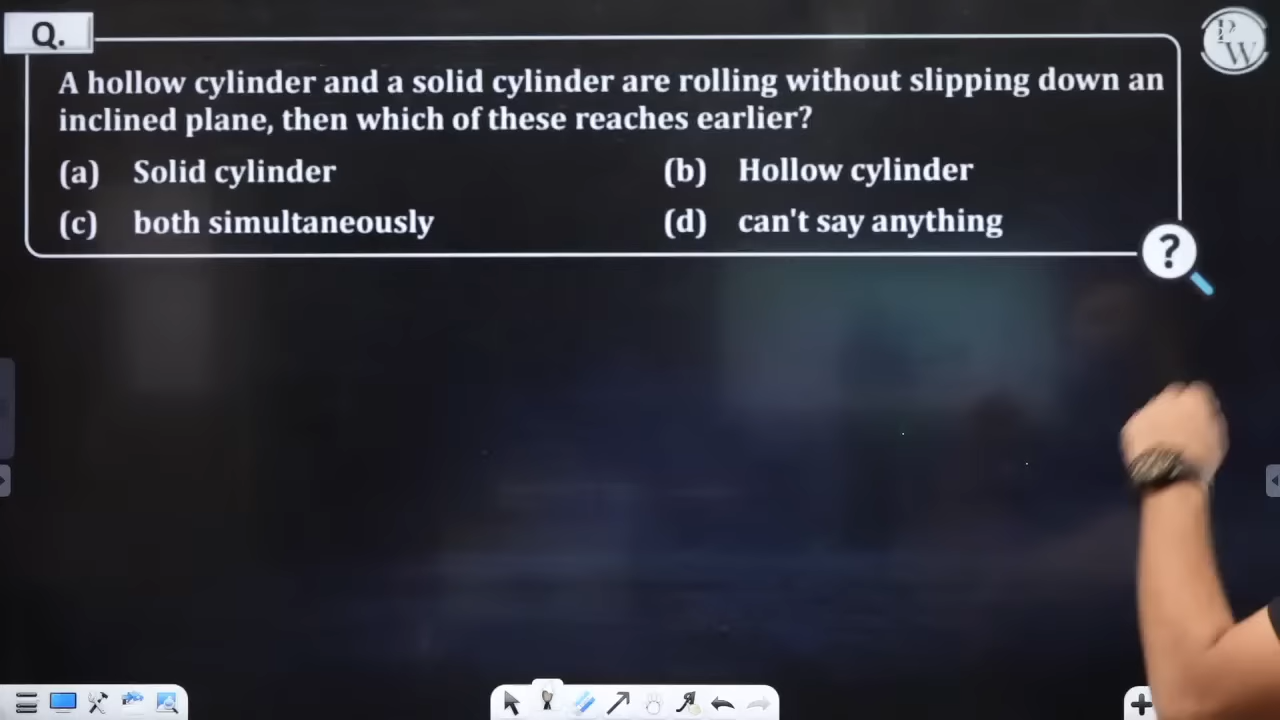 Q.
PW
A hollow cylinder and a solid cylinder are rolling without slipping down an
inclined plane, then which of these reaches earlier?
(a) Solid cylinder (b) Hollow cylinder
(c) both simultaneously (d) can't say anything
?